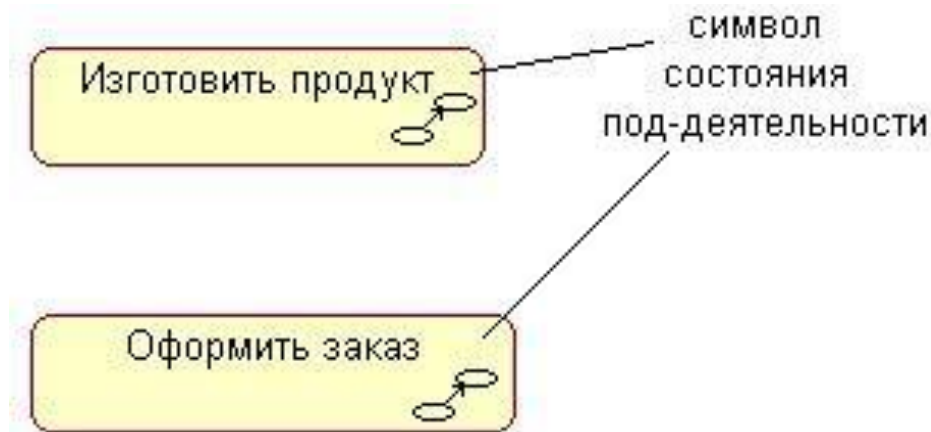 Изготовить продукт
символ
состояния
под-деятельности
Оформить заказ